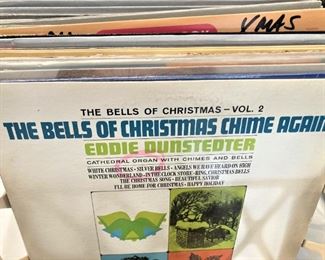 XMAS
THE BELLS OF CHRISTMAS – VOL. 2
THE BELLS OF CHRISTMAS CHIME AGAIN
EDDIE DUNSTEDTER
CATHEDRAL ORGAN WITH CHIMES AND BELLS
WHITE CHRISTMAS · SILVER BELLS · ANGELS WE HAVE HEARD ON HIGH
WINTER WONDERLAND · IN THE CLOCK STORE · RING, CHRISTMAS BELLS
THE CHRISTMAS SONG · BEAUTIFUL SAVIOR
I'LL BE HOME FOR CHRISTMAS · HAPPY HOLIDAY